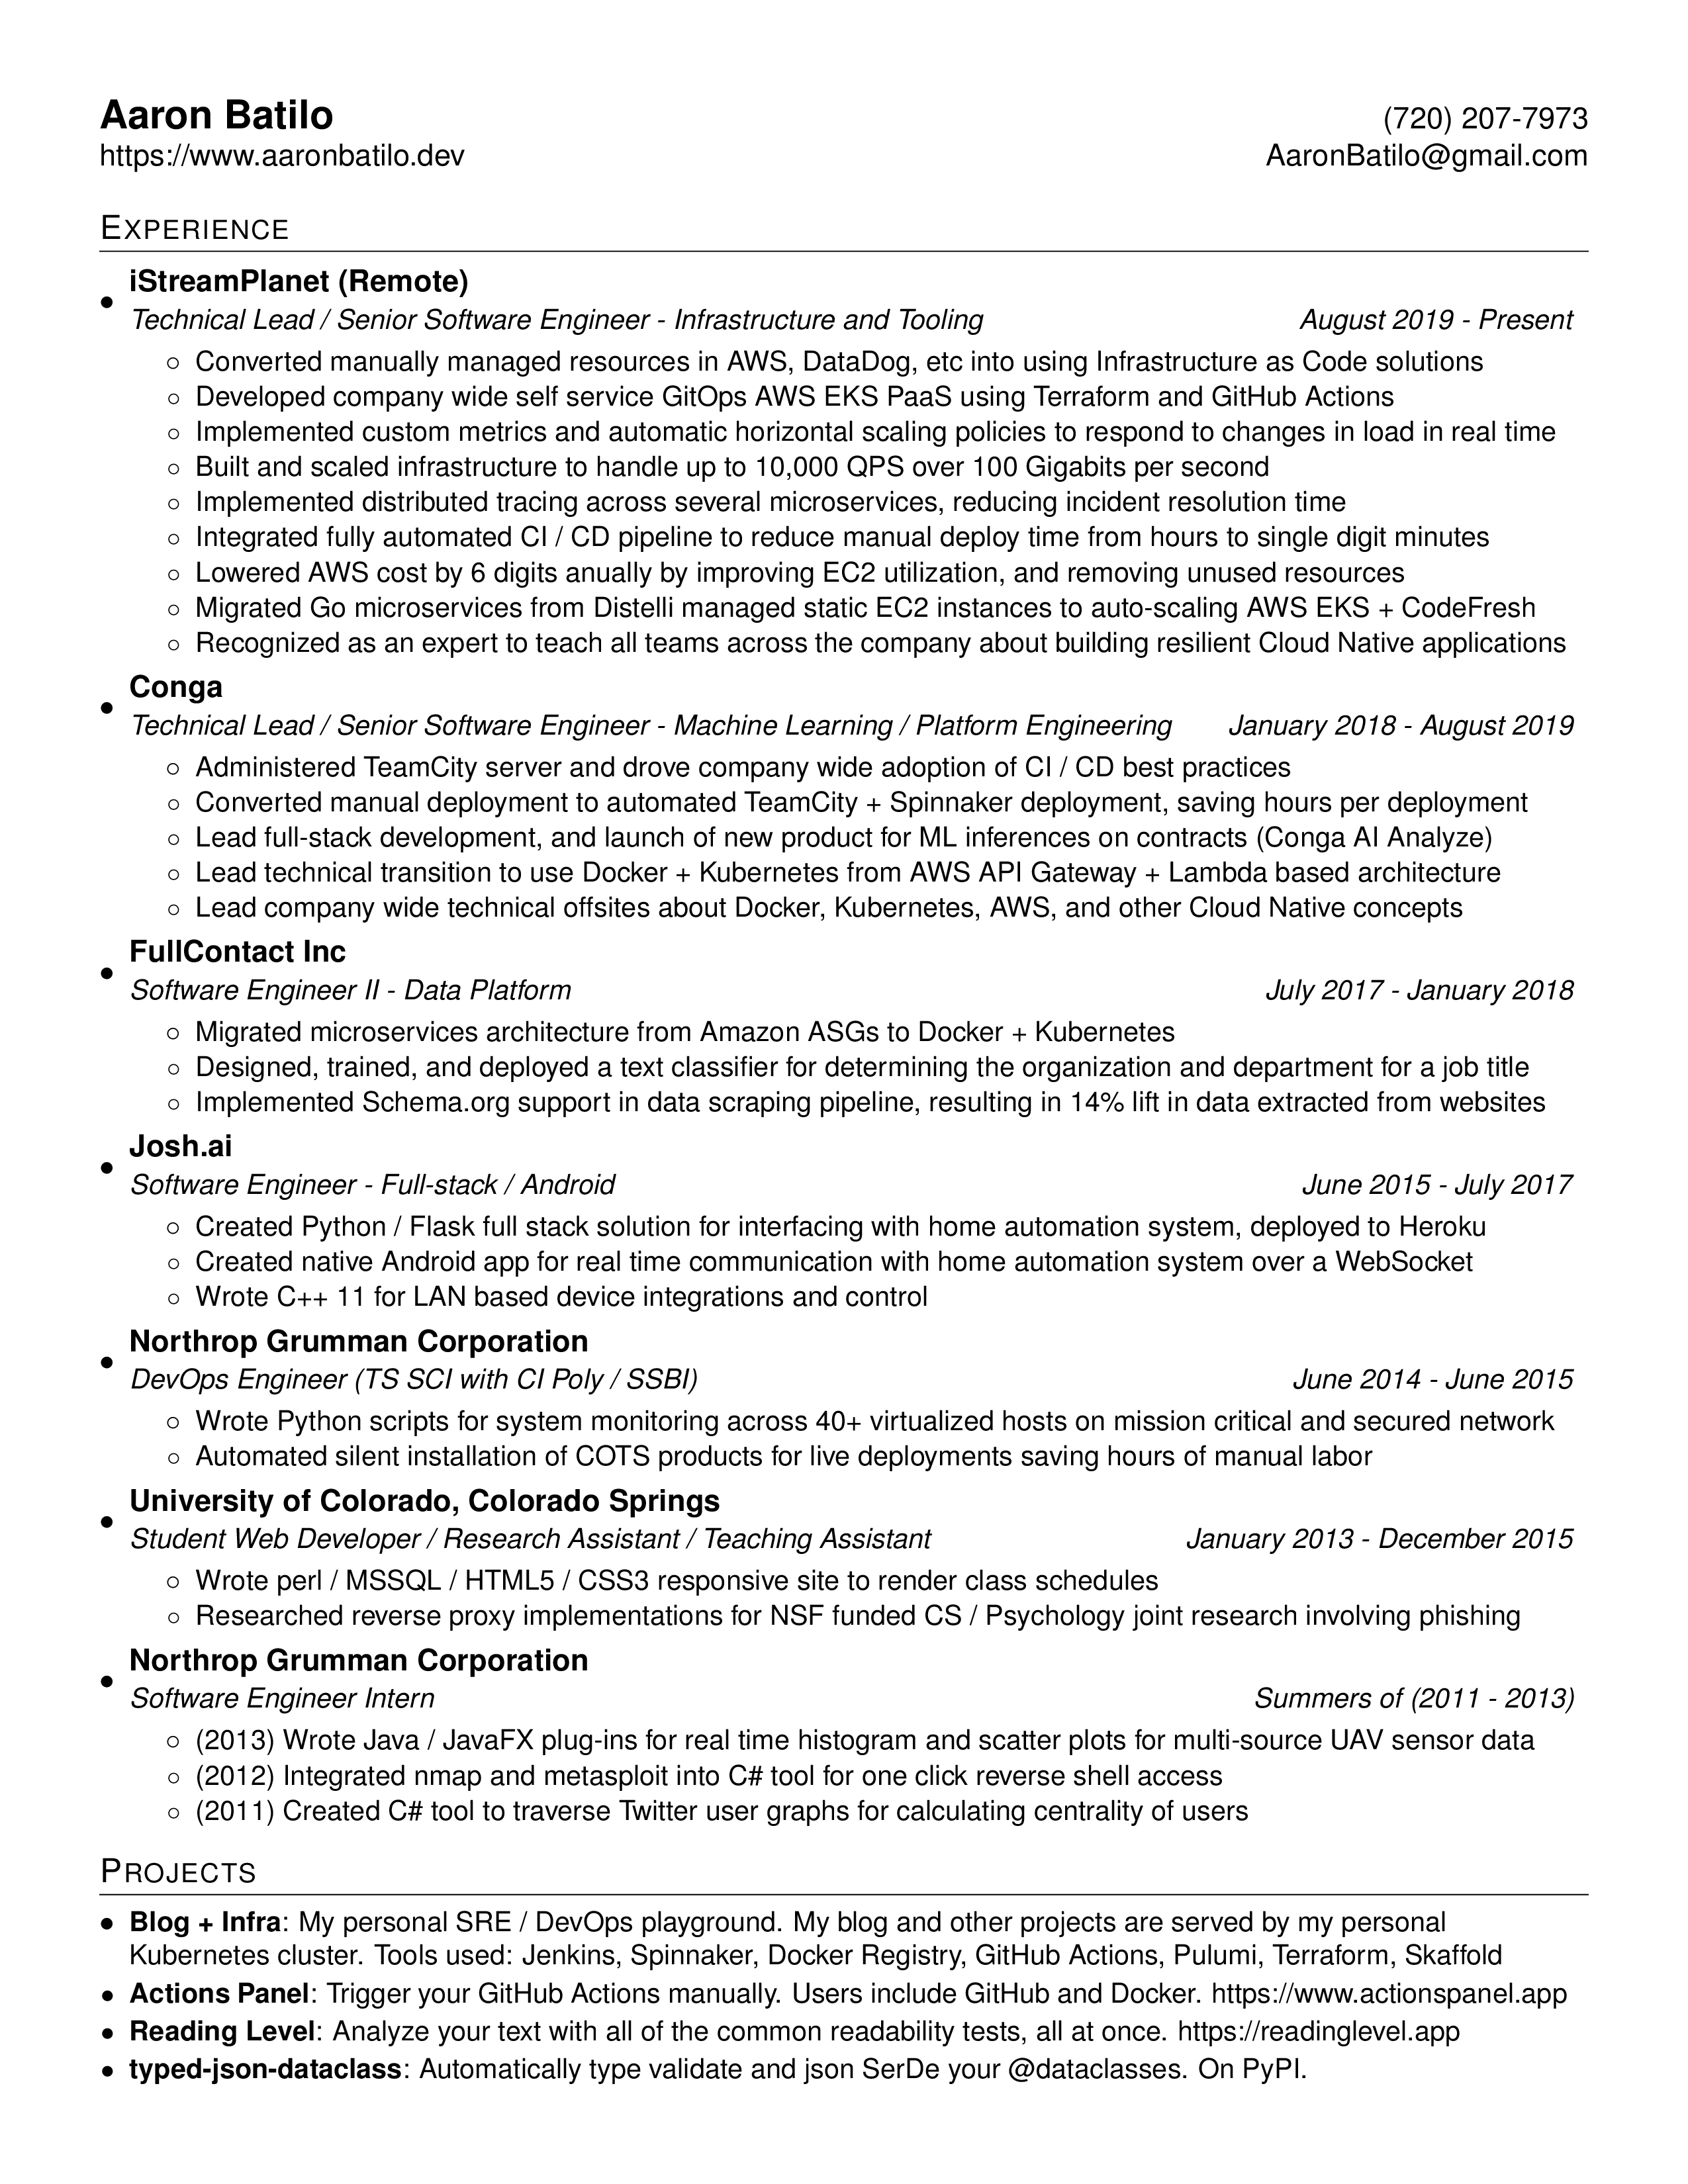 Aaron Batilo (720) 207-7973
https://www.aaronbatilo.dev AaronBatilo@gmail.com
EXPERIENCE
• iStreamPlanet (Remote)
Technical Lead / Senior Software Engineer - Infrastructure and Tooling August 2019 - Present
○ Converted manually managed resources in AWS, DataDog, etc into using Infrastructure as Code solutions
○ Developed company wide self service GitOps AWS EKS PaaS using Terraform and GitHub Actions
○ Implemented custom metrics and automatic horizontal scaling policies to respond to changes in load in real time
○ Built and scaled infrastructure to handle up to 10,000 QPS over 100 Gigabits per second
○ Implemented distributed tracing across several microservices, reducing incident resolution time
○ Integrated fully automated CI / CD pipeline to reduce manual deploy time from hours to single digit minutes
○ Lowered AWS cost by 6 digits anually by improving EC2 utilization, and removing unused resources
○ Migrated Go microservices from Distelli managed static EC2 instances to auto-scaling AWS EKS + CodeFresh
○ Recognized as an expert to teach all teams across the company about building resilient Cloud Native applications
• Conga
Technical Lead / Senior Software Engineer - Machine Learning / Platform Engineering January 2018 - August 2019
○ Administered TeamCity server and drove company wide adoption of CI / CD best practices
○ Converted manual deployment to automated TeamCity + Spinnaker deployment, saving hours per deployment
○ Lead full-stack development, and launch of new product for ML inferences on contracts (Conga AI Analyze)
○ Lead technical transition to use Docker + Kubernetes from AWS API Gateway + Lambda based architecture
○ Lead company wide technical offsites about Docker, Kubernetes, AWS, and other Cloud Native concepts
• FullContact Inc
Software Engineer II - Data Platform July 2017 - January 2018
○ Migrated microservices architecture from Amazon ASGs to Docker + Kubernetes
○ Designed, trained, and deployed a text classifier for determining the organization and department for a job title
○ Implemented Schema.org support in data scraping pipeline, resulting in 14% lift in data extracted from websites
• Josh.ai
Software Engineer - Full-stack / Android June 2015 - July 2017
○ Created Python / Flask full stack solution for interfacing with home automation system, deployed to Heroku
○ Created native Android app for real time communication with home automation system over a WebSocket
○ Wrote C++ 11 for LAN based device integrations and control
• Northrop Grumman Corporation
DevOps Engineer (TS SCI with CI Poly / SSBI) June 2014 - June 2015
○ Wrote Python scripts for system monitoring across 40+ virtualized hosts on mission critical and secured network
○ Automated silent installation of COTS products for live deployments saving hours of manual labor
• University of Colorado, Colorado Springs
Student Web Developer / Research Assistant / Teaching Assistant January 2013 - December 2015
○ Wrote perl / MSSQL / HTML5 / CSS3 responsive site to render class schedules
○ Researched reverse proxy implementations for NSF funded CS / Psychology joint research involving phishing
• Northrop Grumman Corporation
Software Engineer Intern Summers of (2011 - 2013)
○ (2013) Wrote Java / JavaFX plug-ins for real time histogram and scatter plots for multi-source UAV sensor data
○ (2012) Integrated nmap and metasploit into C# tool for one click reverse shell access
○ (2011) Created C# tool to traverse Twitter user graphs for calculating centrality of users
PROJECTS
• Blog + Infra: My personal SRE / DevOps playground. My blog and other projects are served by my personal
Kubernetes cluster. Tools used: Jenkins, Spinnaker, Docker Registry, GitHub Actions, Pulumi, Terraform, Skaffold
• Actions Panel: Trigger your GitHub Actions manually. Users include GitHub and Docker. https://www.actionspanel.app
• Reading Level: Analyze your text with all of the common readability tests, all at once. https://readinglevel.app
• typed-json-dataclass: Automatically type validate and json SerDe your @dataclasses. On PyPI.